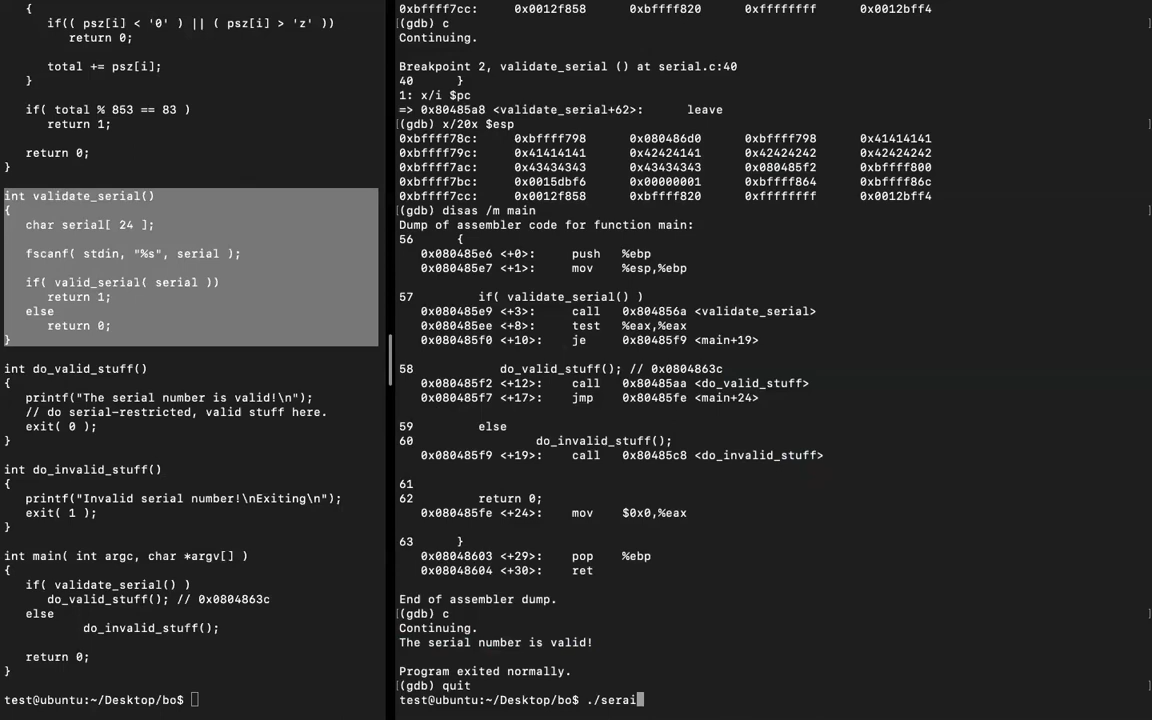 {
if(( psz[i] < '0' ) || ( psz[i] > 'z' ))
return 0;
total += psz[i];
}
if( total % 853 == 83 )
return 1;
return 0;
}
int validate_serial()
{
char serial[ 24 ];
fscanf( stdin, "%s", serial );
if( valid_serial( serial ))
return 1;
else
return 0;
}
int do_valid_stuff()
{
printf("The serial number is valid!\n");
// do serial-restricted, valid stuff here.
exit( 0 );
}
int do_invalid_stuff()
{
printf("Invalid serial number!\nExiting\n");
exit( 1 );
}
int main( int argc, char *argv[] )
{
if( validate_serial() )
do_valid_stuff(); // 0x0804863c
else
do_invalid_stuff();
return 0;
}
test@ubuntu:~/Desktop/bo$
0xbffff7cc: 0x0012f858 0xbffff820 0xffffffff 0x0012bff4
(gdb) c
Continuing.
Breakpoint 2, validate_serial () at serial.c:40
40 }
1: x/i $pc
=> 0x80485a8 <validate_serial+62>: leave
(gdb) x/20x $esp
0xbffff78c: 0xbffff798 0x080486d0 0xbffff798 0x41414141
0xbffff79c: 0x41414141 0x42424141 0x42424242 0x42424242
0xbffff7ac: 0x43434343 0x43434343 0x080485f2 0xbffff800
0xbffff7bc: 0x0015dbf6 0x00000001 0xbffff864 0xbffff86c
0xbffff7cc: 0x0012f858 0xbffff820 0xffffffff 0x0012bff4
(gdb) disas /m main
Dump of assembler code for function main:
56 {
0x080485e6 <+0>: push %ebp
0x080485e7 <+1>: mov %esp,%ebp
57 if( validate_serial() )
0x080485e9 <+3>: call 0x804856a <validate_serial>
0x080485ee <+8>: test %eax,%eax
0x080485f0 <+10>: je 0x80485f9 <main+19>
58 do_valid_stuff(); // 0x0804863c
0x080485f2 <+12>: call 0x80485aa <do_valid_stuff>
0x080485f7 <+17>: jmp 0x80485fe <main+24>
59 else
60 do_invalid_stuff();
0x080485f9 <+19>: call 0x80485c8 <do_invalid_stuff>
61
62 return 0;
0x080485fe <+24>: mov $0x0,%eax
63 }
0x08048603 <+29>: pop %ebp
0x08048604 <+30>: ret
End of assembler dump.
(gdb) c
Continuing.
The serial number is valid!
Program exited normally.
(gdb) quit
test@ubuntu:~/Desktop/bo$ ./serai